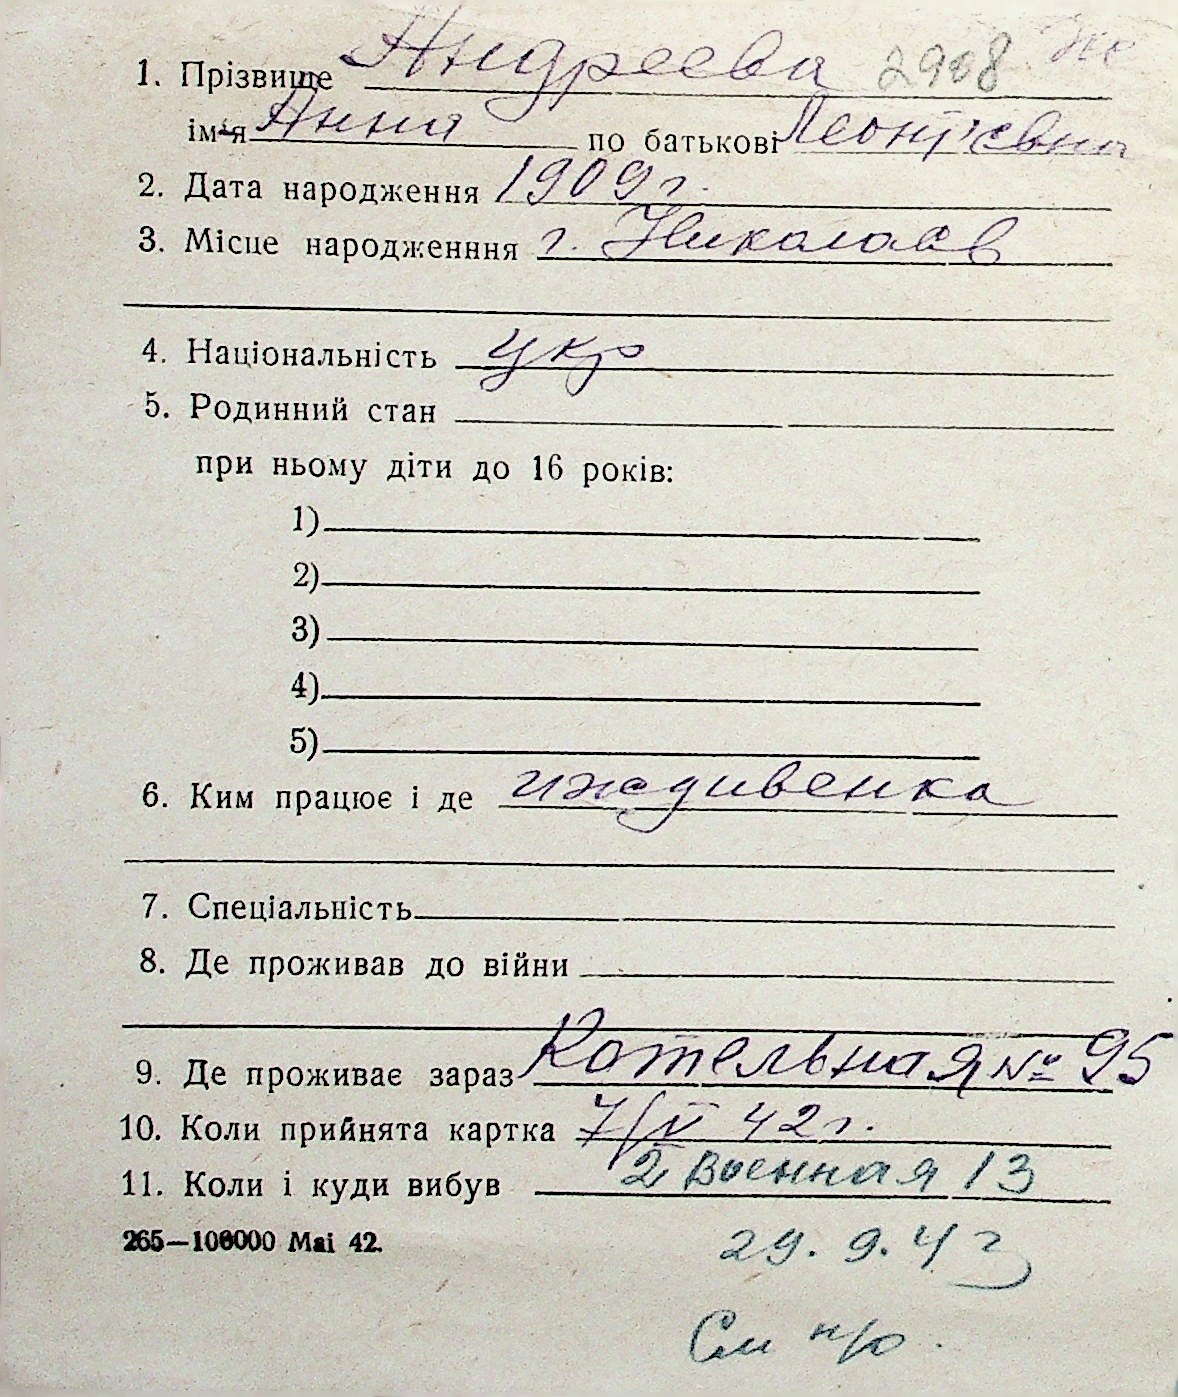 1. Прізвище Андреева 2908
ім'я Анна по батькові Леонтіевна
2. Дата народження 1909 г.
3. Місце народженння г. Николаев
4. Національність укр
5. Родинний стан
при ньому діти до 16 років:
1)
2)
3)
4)
5)
6. Ким працює і де иждивенка
7. Спеціальність
8. Де проживав до війни
9. Де проживає зараз Котельная № 95
10. Коли прийнята картка 7/V 42 г.
11. Коли і куди вибув 2 Военная 13
265—100000 Mai 42.
29. 9. 42
См н/о.